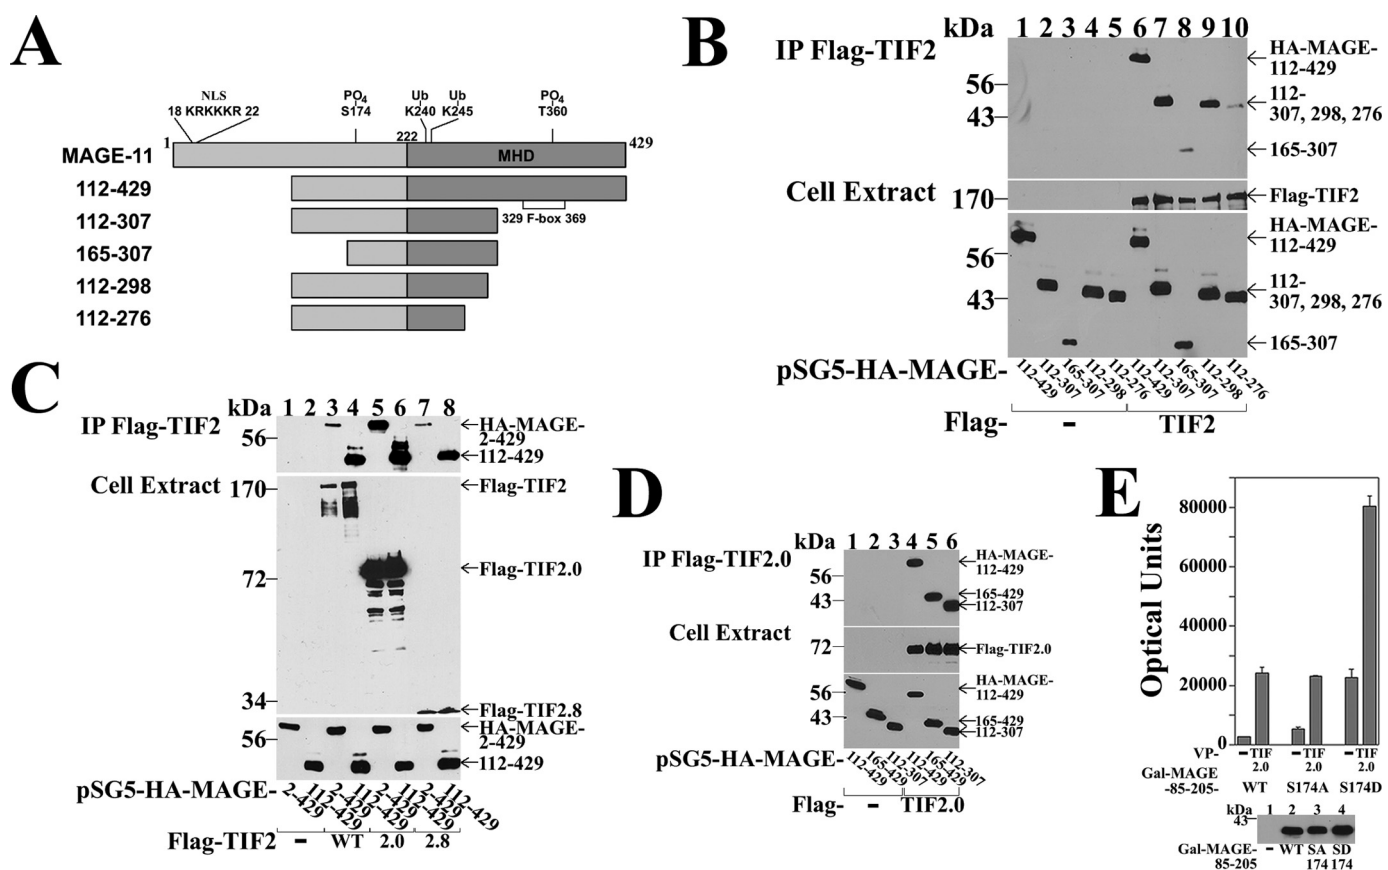 A
NLS
18 KRKKKR 22
PO4
S174
Ub Ub
K240 K245
PO4
T360
1
222
429
MAGE-11
MHD
112-429
112-307
329 F-box 369
165-307
112-298
112-276
B
kDa 1 2 3 4 5 6 7 8 9 10
IP Flag-TIF2
HA-MAGE-
112-429
56
43
112-
307, 298, 276
165-307
Cell Extract
170
Flag-TIF2
HA-MAGE-
112-429
56
43
112-
307, 298, 276
165-307
pSG5-HA-MAGE-
112-429 112-307 165-307 112-298 112-276 112-429 112-307 165-307 112-298 112-276
Flag- - TIF2
C
kDa 1 2 3 4 5 6 7 8
IP Flag-TIF2
HA-MAGE-
2-429
56
112-429
Cell Extract
170
Flag-TIF2
72
Flag-TIF2.0
34
Flag-TIF2.8
HA-MAGE-
2-429
56
112-429
pSG5-HA-MAGE-
2-429 112-429 2-429 112-429 2-429 112-429 2-429 112-429
Flag-TIF2 - WT 2.0 2.8
D
kDa 1 2 3 4 5 6
IP Flag-TIF2.0
HA-MAGE-
112-429
56
43
165-429
112-307
Cell Extract
72
Flag-TIF2.0
HA-MAGE-
112-429
56
43
165-429
112-307
pSG5-HA-MAGE-
112-429 165-429 112-307 112-429 165-429 112-307
Flag- - TIF2.0
E
Optical Units
80000
60000
40000
20000
0
VP- - TIF - TIF - TIF
2.0 2.0 2.0
Gal-MAGE
-85-205- WT S174A S174D
kDa 1 2 3 4
43
Gal-MAGE- - WT SA SD
85-205 174 174